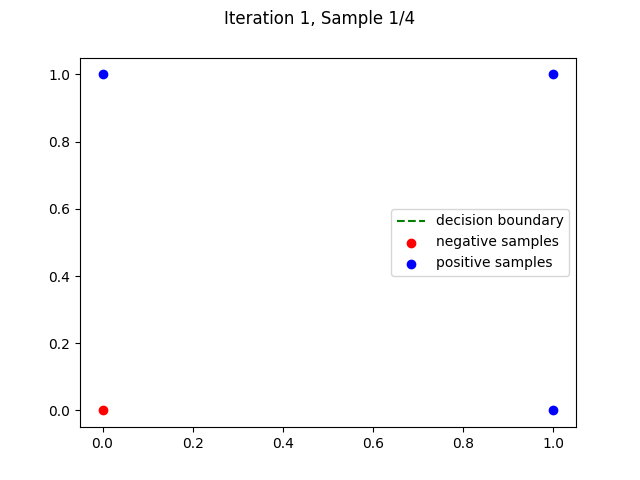 Iteration 1, Sample 1/4
1.0
0.8
0.6
0.4
0.2
0.0
decision boundary
negative samples
positive samples
0.0 0.2 0.4 0.6 0.8 1.0